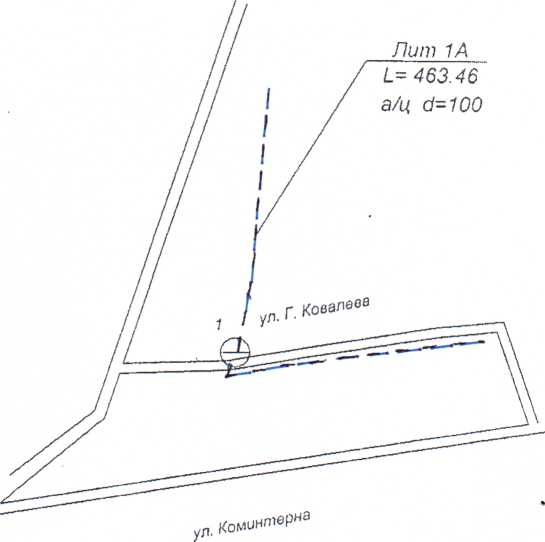 Лит 1А
L= 463.46
а/ц d=100
1
ул. Г. Ковалева
ул. Коминтерна